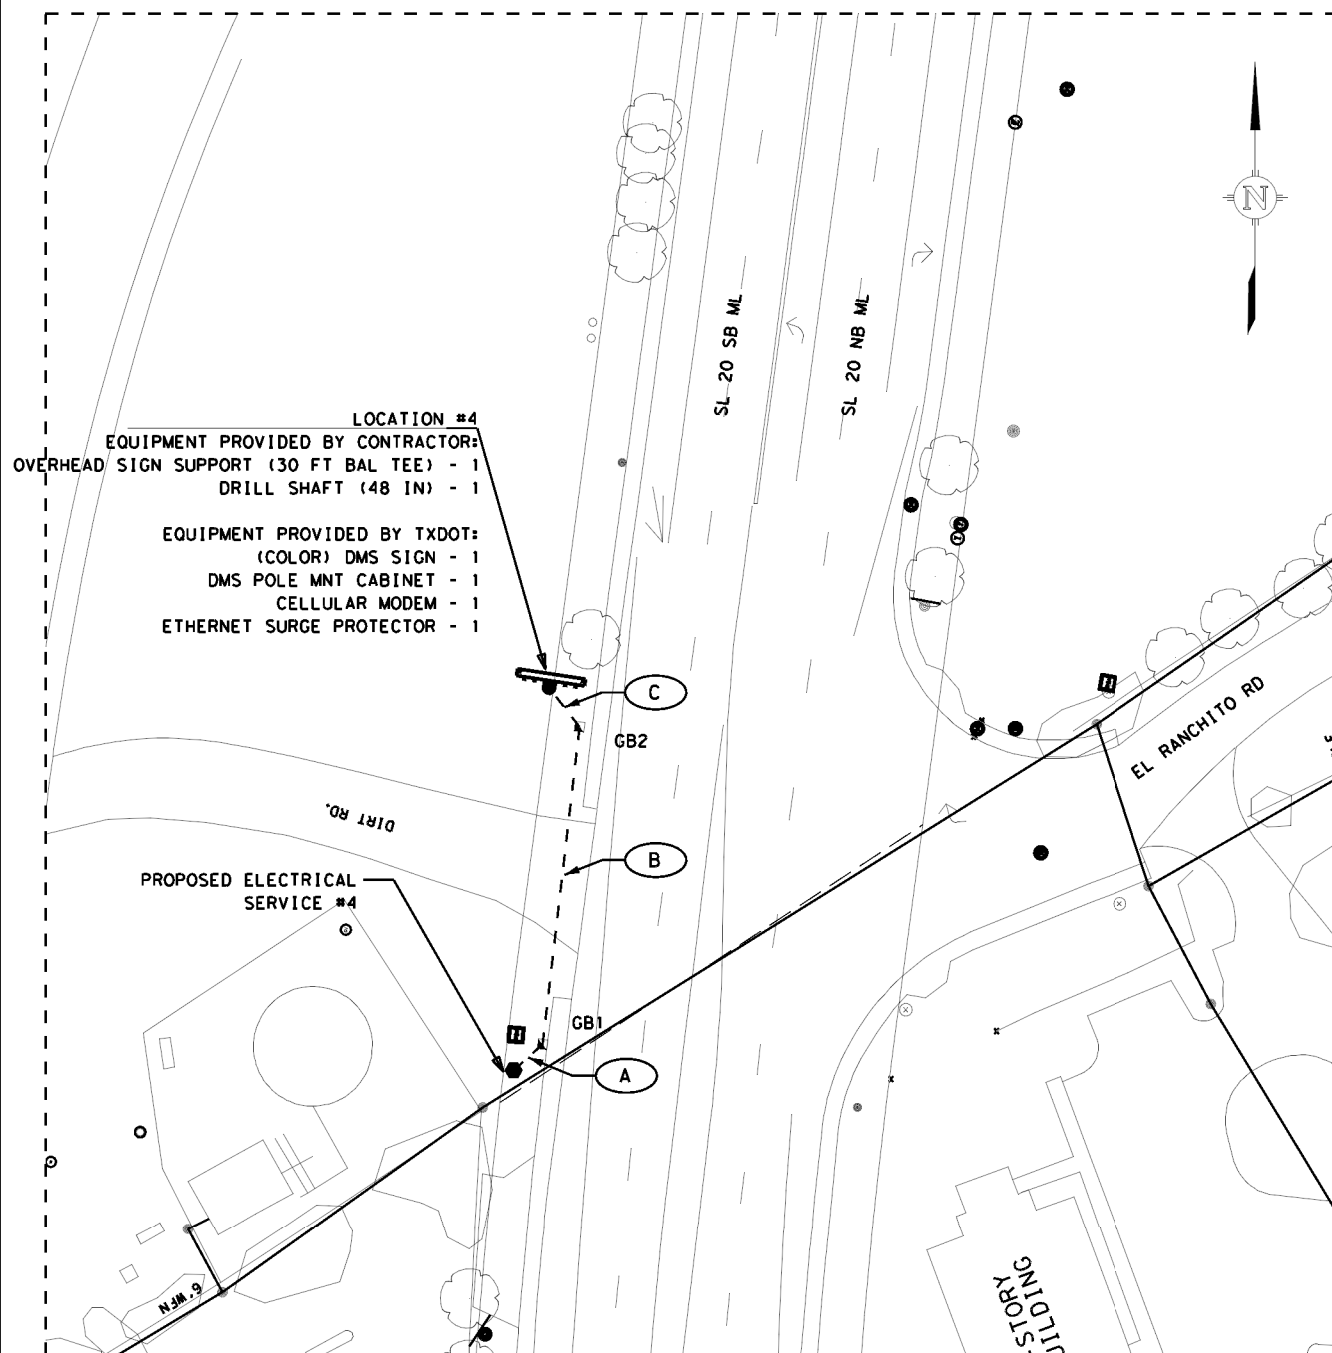 N
SL 20 SB ML
SL 20 NB ML
LOCATION #4
EQUIPMENT PROVIDED BY CONTRACTOR:
OVERHEAD SIGN SUPPORT (30 FT BAL TEE) - 1
DRILL SHAFT (48 IN) - 1
EQUIPMENT PROVIDED BY TXDOT:
(COLOR) DMS SIGN - 1
DMS POLE MNT CABINET - 1
CELLULAR MODEM - 1
ETHERNET SURGE PROTECTOR - 1
C
GB2
EL RANCHITO RD
DIRT RD.
B
PROPOSED ELECTRICAL
SERVICE #4
GB1
A
6' WFN
-STORY
UILDING